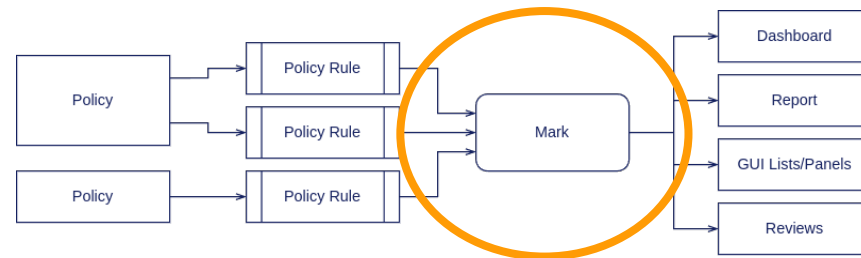 Policy
Policy
Policy Rule
Policy Rule
Policy Rule
Mark
Dashboard
Report
GUI Lists/Panels
Reviews